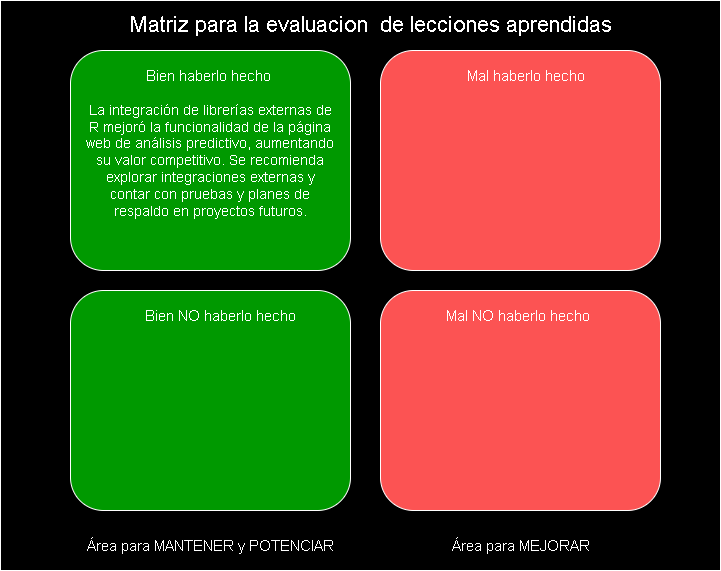 Matriz para la evaluacion  de lecciones aprendidas
Bien haberlo hecho
La integración de librerías externas de
R mejoró la funcionalidad de la página
web de análisis predictivo, aumentando
su valor competitivo. Se recomienda
explorar integraciones externas y
contar con pruebas y planes de
respaldo en proyectos futuros.
Mal haberlo hecho
Bien NO haberlo hecho
Mal NO haberlo hecho
Área para MANTENER y POTENCIAR
Área para MEJORAR